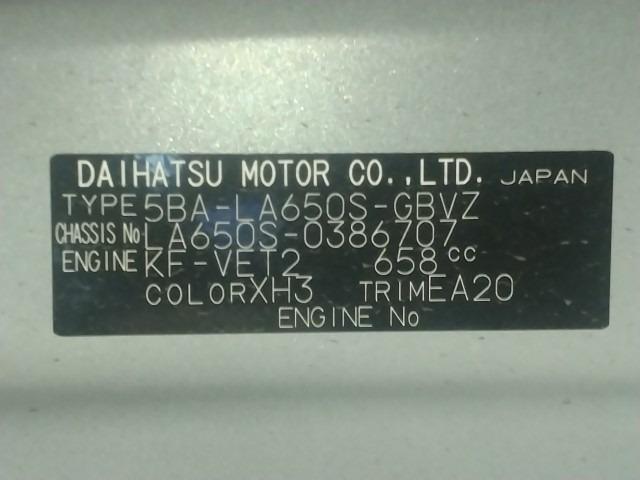 DAIHATSU MOTOR CO.,LTD. JAPAN
TYPE 5BA-LA650S-GBVZ
CHASSIS No LA650S-0386707
ENGINE KF-VET2 658 cc
COLOR XH3 TRIM EA20
ENGINE No